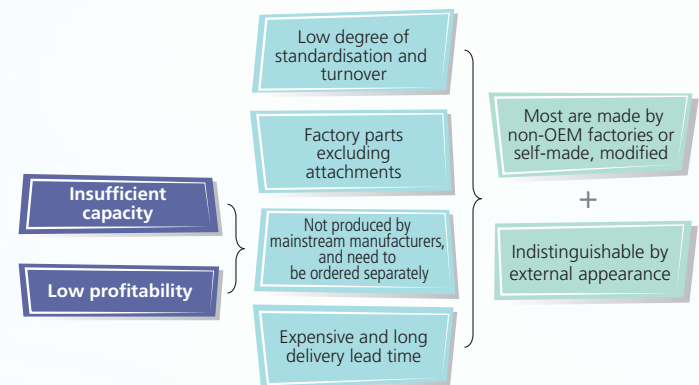 Insufficient
capacity
Low profitability
Low degree of
standardisation and
turnover
Factory parts
excluding
attachments
Not produced by
mainstream manufacturers,
and need to
be ordered separately
Expensive and long
delivery lead time
Most are made by
non-OEM factories or
self-made, modified
+
Indistinguishable by
external appearance